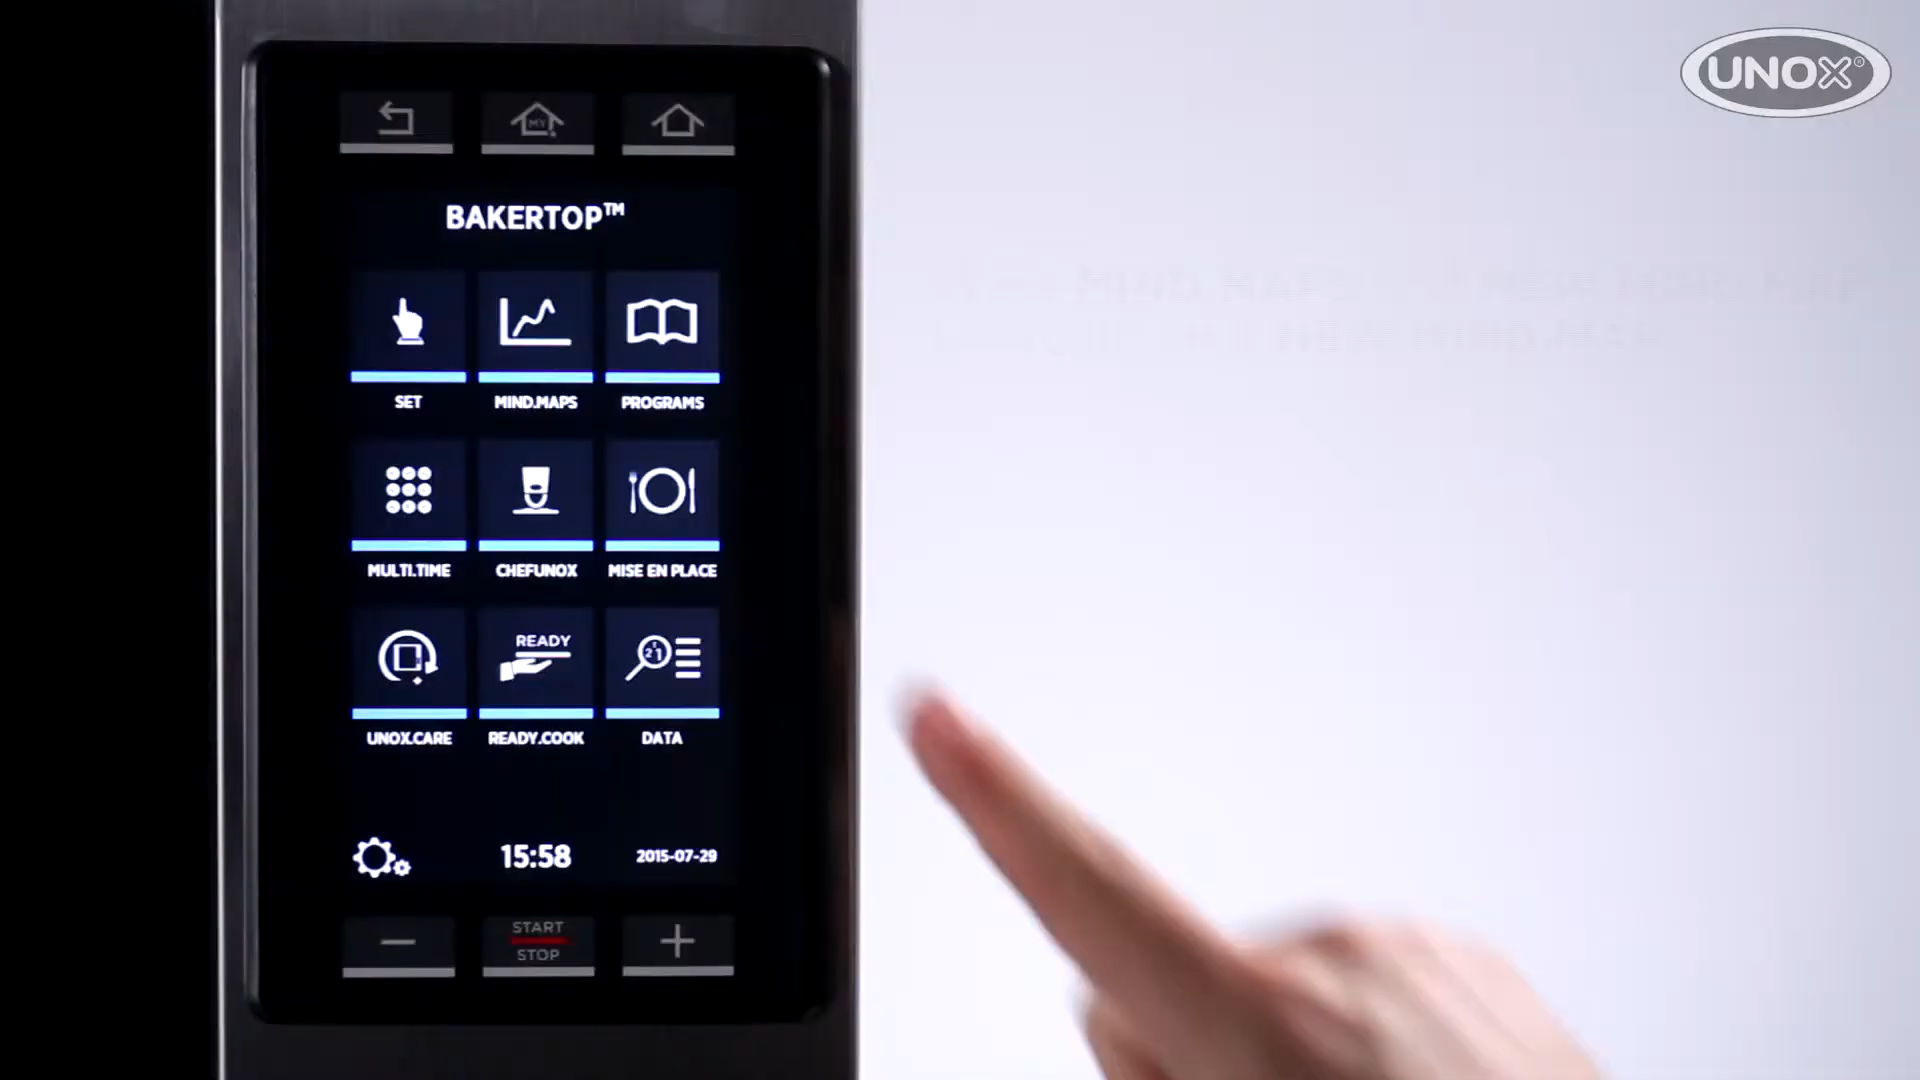 UNOX®
MY
BAKERTOP™
SET
MIND.MAPS
PROGRAMS
MULTI.TIME
CHEFUNOX
MISE EN PLACE
READY
UNOX.CARE
READY.COOK
DATA
15:58
2015-07-29
START
STOP